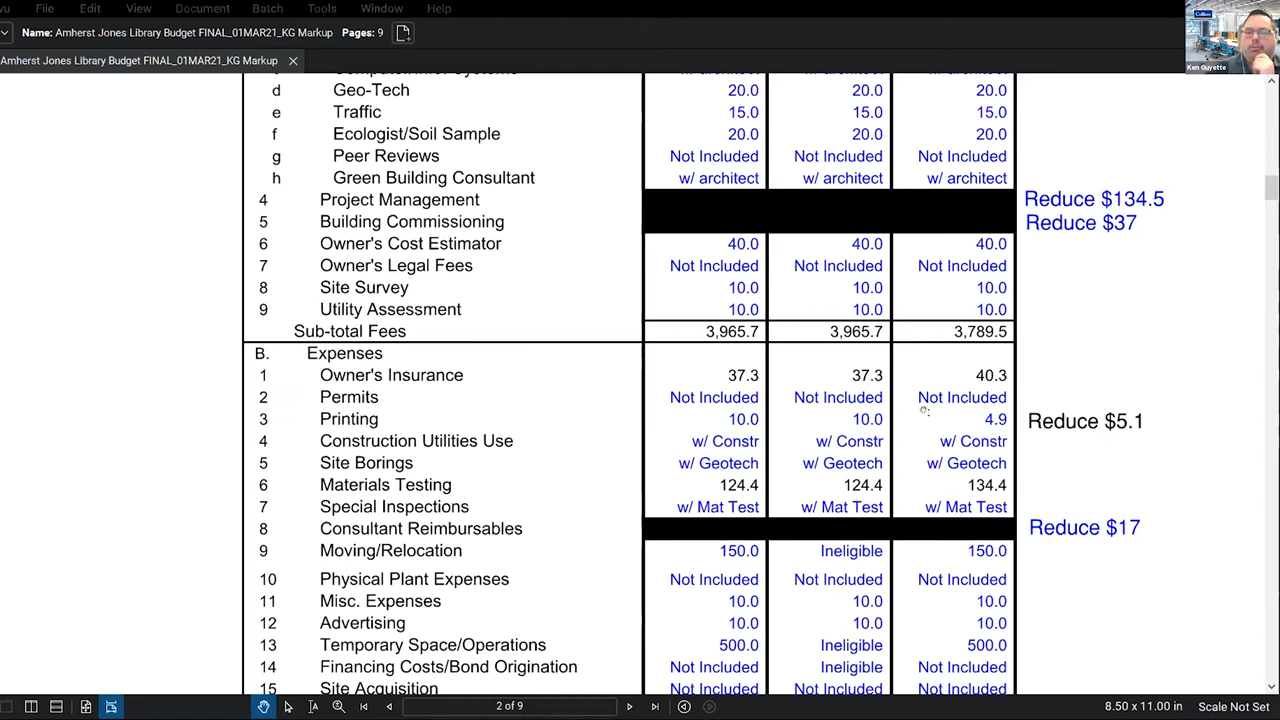 vu File Edit View Document Batch Tools Window Help
Name: Amherst Jones Library Budget FINAL_01MAR21_KG Markup Pages: 9
Amherst Jones Library Budget FINAL_01MAR21_KG Markup
Colliers
Ken Guyette
d Geo-Tech 20.0 20.0 20.0
e Traffic 15.0 15.0 15.0
f Ecologist/Soil Sample 20.0 20.0 20.0
g Peer Reviews Not Included Not Included Not Included
h Green Building Consultant w/ architect w/ architect w/ architect
4 Project Management Reduce $134.5
5 Building Commissioning Reduce $37
6 Owner's Cost Estimator 40.0 40.0 40.0
7 Owner's Legal Fees Not Included Not Included Not Included
8 Site Survey 10.0 10.0 10.0
9 Utility Assessment 10.0 10.0 10.0
Sub-total Fees 3,965.7 3,965.7 3,789.5
B. Expenses
1 Owner's Insurance 37.3 37.3 40.3
2 Permits Not Included Not Included Not Included
3 Printing 10.0 10.0 4.9 Reduce $5.1
4 Construction Utilities Use w/ Constr w/ Constr w/ Constr
5 Site Borings w/ Geotech w/ Geotech w/ Geotech
6 Materials Testing 124.4 124.4 134.4
7 Special Inspections w/ Mat Test w/ Mat Test w/ Mat Test
8 Consultant Reimbursables Reduce $17
9 Moving/Relocation 150.0 Ineligible 150.0
10 Physical Plant Expenses Not Included Not Included Not Included
11 Misc. Expenses 10.0 10.0 10.0
12 Advertising 10.0 10.0 10.0
13 Temporary Space/Operations 500.0 Ineligible 500.0
14 Financing Costs/Bond Origination Not Included Ineligible Not Included
15 Site Acquisition Not Included Not Included Not Included
2 of 9 8.50 x 11.00 in Scale Not Set